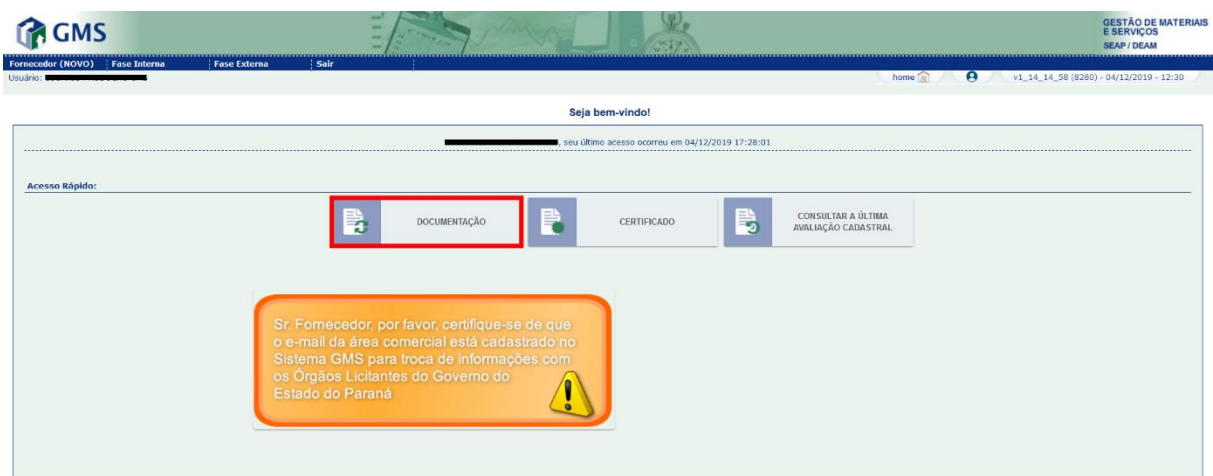 GMS
GESTÃO DE MATERIAIS
E SERVIÇOS
SEAP / DEAM
Fornecedor (NOVO) Fase Interna Fase Externa Sair
Usuário:
home v1_14_14_58 (8280) - 04/12/2019 - 12:30
Seja bem-vindo!
, seu último acesso ocorreu em 04/12/2019 17:28:01
Acesso Rápido:
DOCUMENTAÇÃO
CERTIFICADO
CONSULTAR A ÚLTIMA
AVALIAÇÃO CADASTRAL
Sr. Fornecedor, por favor, certifique-se de que
o e-mail da área comercial está cadastrado no
Sistema GMS para troca de informações com
os Órgãos Licitantes do Governo do
Estado do Paraná